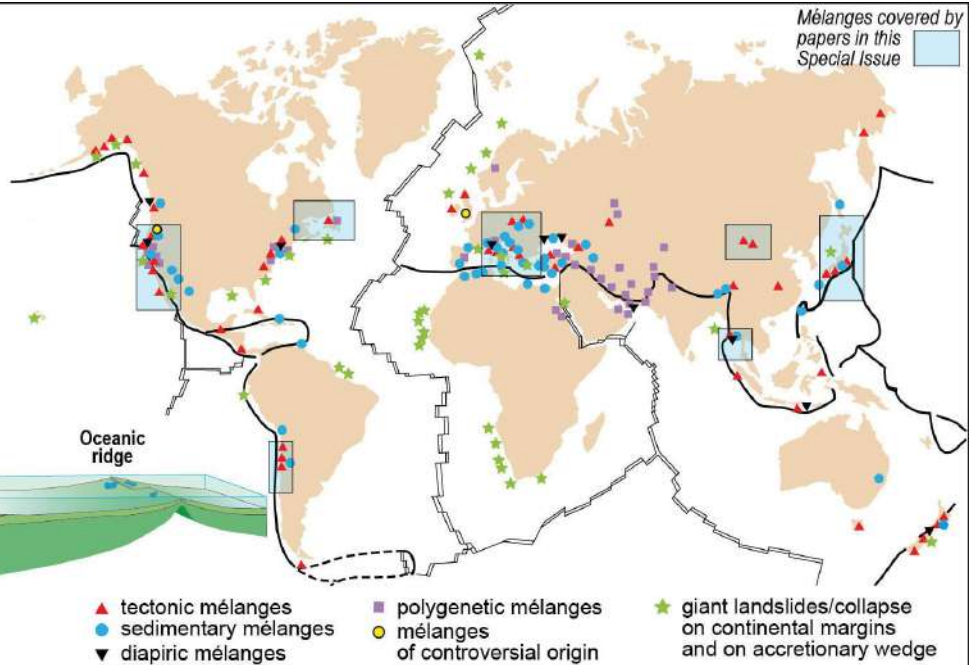 Mélanges covered by
papers in this
Special Issue
Oceanic
ridge
tectonic mélanges
sedimentary mélanges
diapiric mélanges
polygenetic mélanges
mélanges
of controversial origin
giant landslides/collapse
on continental margins
and on accretionary wedge